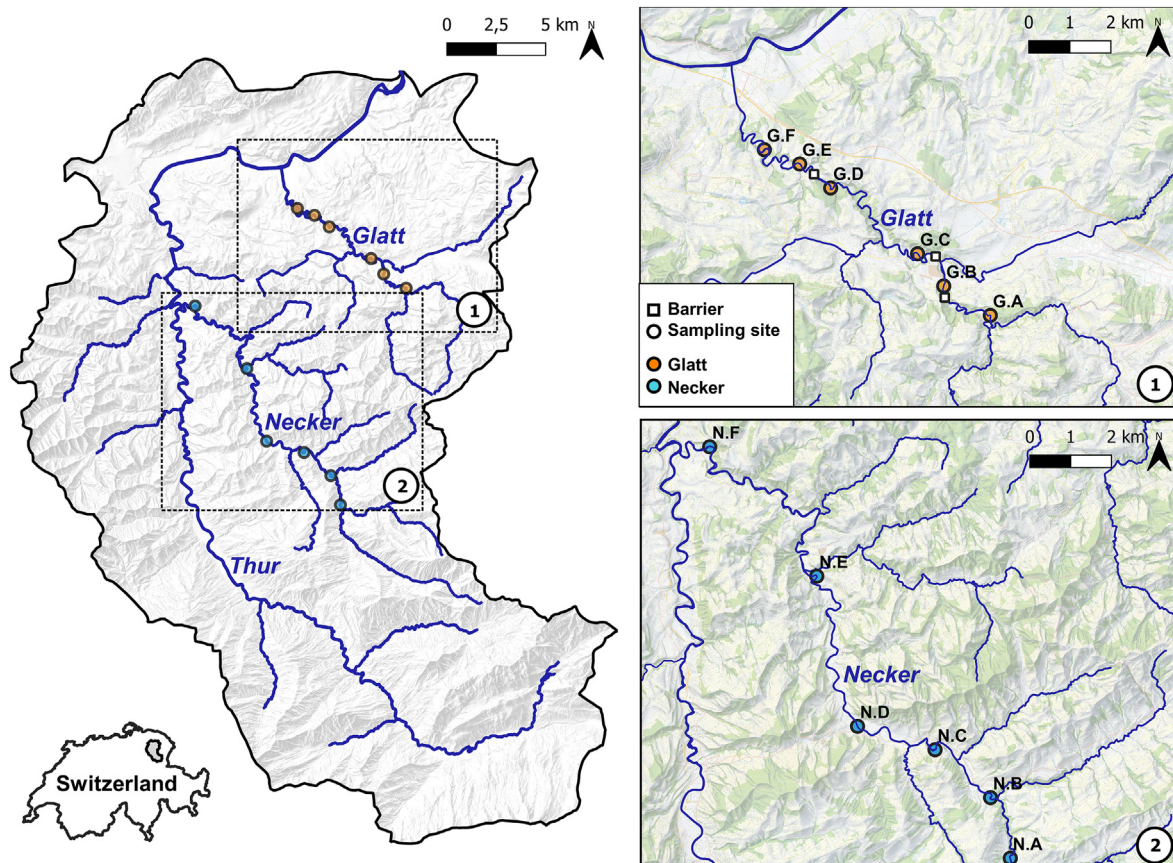 0 2,5 5 km
N
Glatt
1
Necker
2
Thur
Switzerland
0 1 2 km
N
G.F
G.E
G.D
Glatt
G.C
G.B
G.A
Barrier
Sampling site
Glatt
Necker
1
N.F
0 1 2 km
N
N.E
Necker
N.D
N.C
N.B
N.A
2